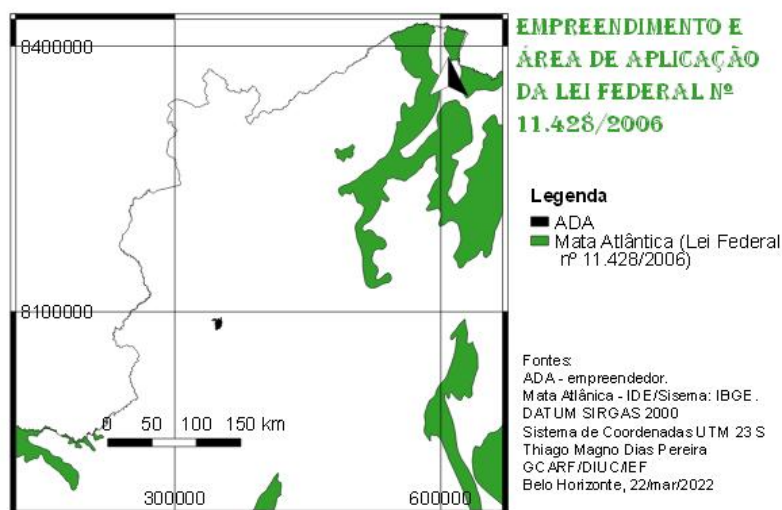 EMPREENDIMENTO E
ÁREA DE APLICAÇÃO
DA LEI FEDERAL Nº
11.428/2006
8400000
8100000
0 50 100 150 km
300000 600000
Legenda
ADA
Mata Atlântica (Lei Federal
nº 11.428/2006)
Fontes:
ADA - empreendedor.
Mata Atlânica - IDE/Sisema: IBGE.
DATUM SIRGAS 2000
Sistema de Coordenadas UTM 23 S
Thiago Magno Dias Pereira
GCARF/DIUC/IEF
Belo Horizonte, 22/mar/2022